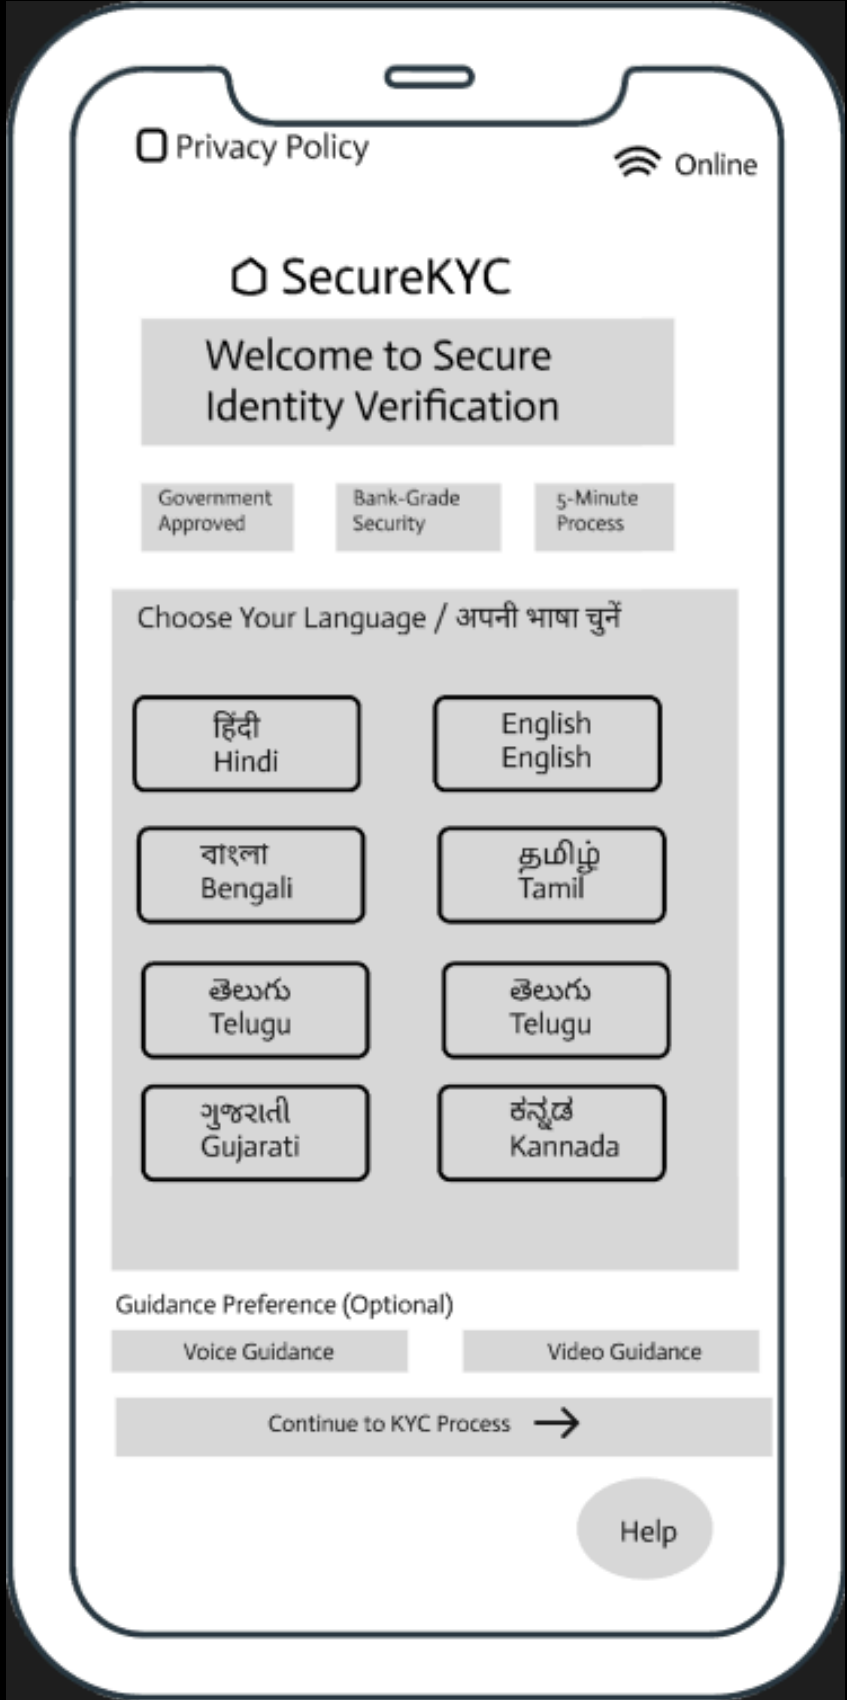 Privacy Policy
Online
SecureKYC
Welcome to Secure
Identity Verification
Government
Approved
Bank-Grade
Security
5-Minute
Process
Choose Your Language / अपनी भाषा चुनें
हिंदी
Hindi
English
English
বাংলা
Bengali
தமிழ்
Tamil
తెలుగు
Telugu
తెలుగు
Telugu
ગુજરાતી
Gujarati
ಕನ್ನಡ
Kannada
Guidance Preference (Optional)
Voice Guidance
Video Guidance
Continue to KYC Process →
Help